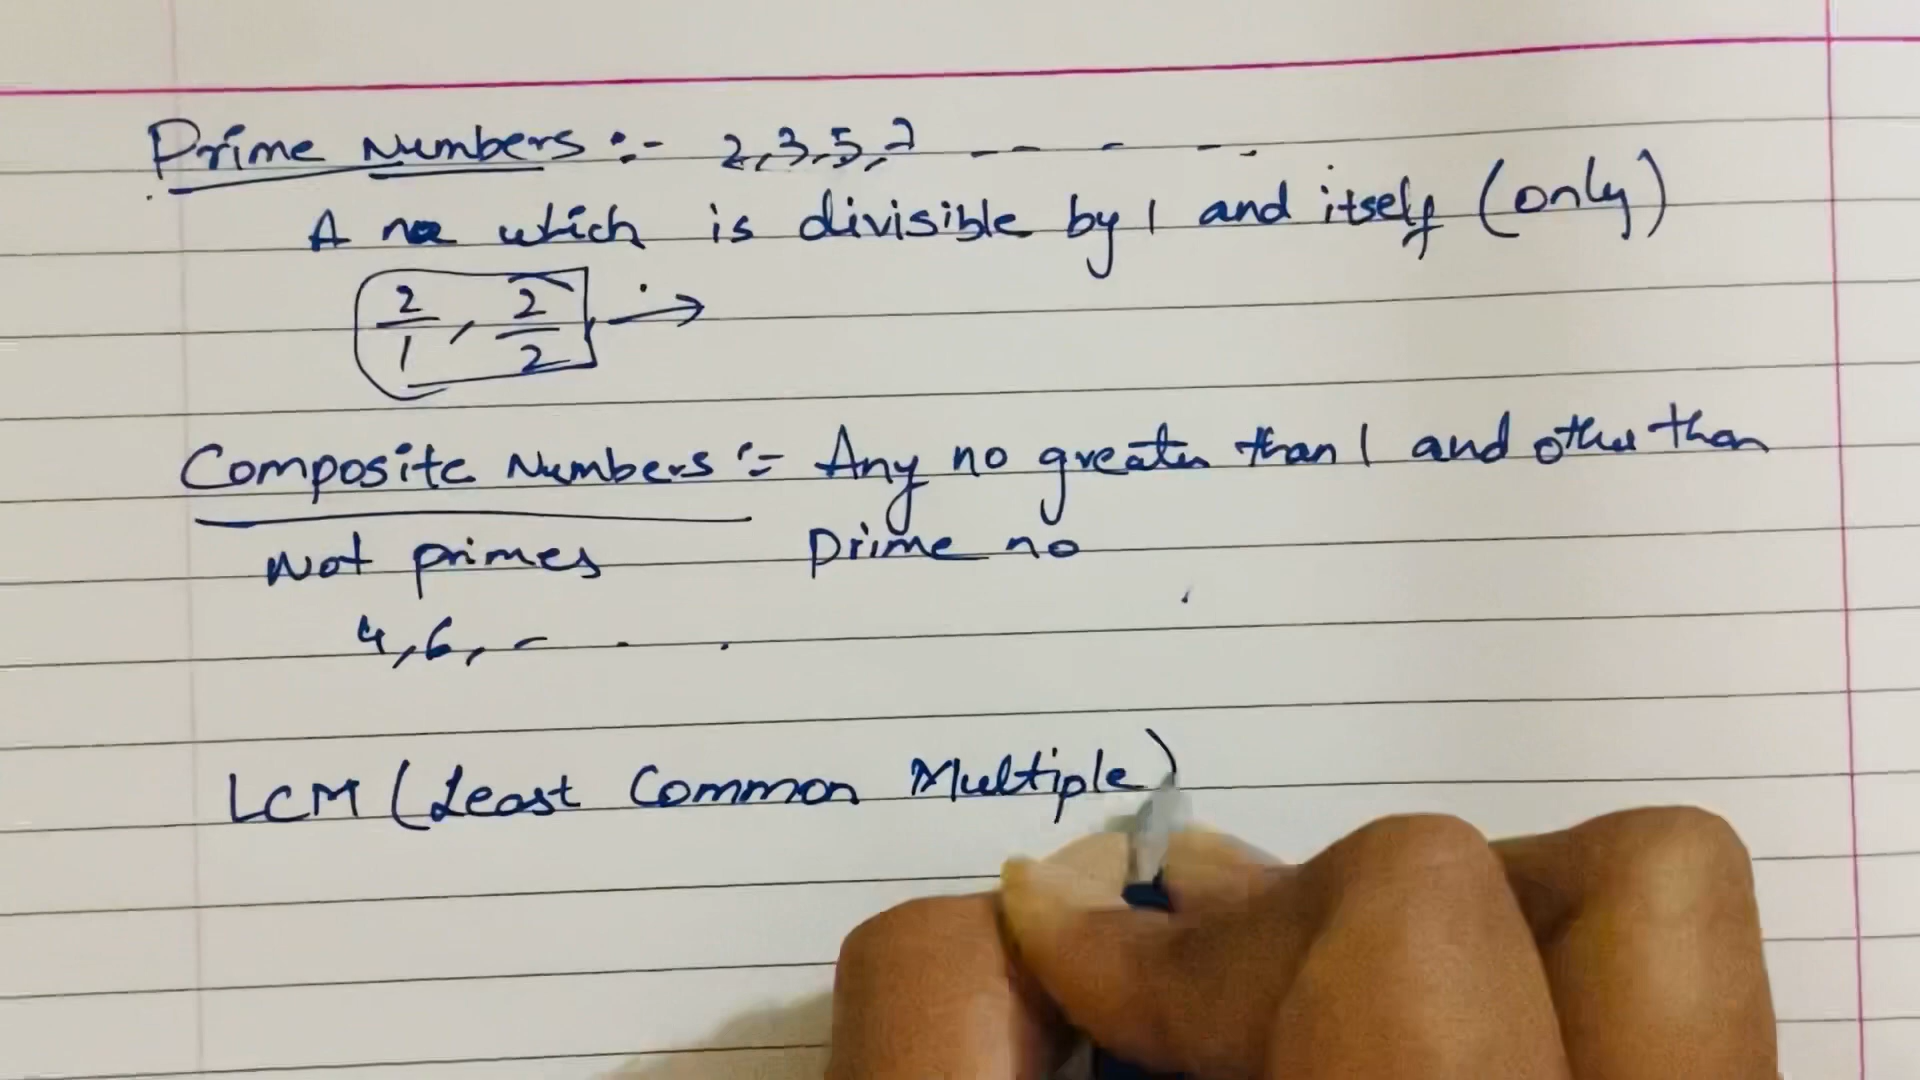 Prime Numbers :- 2,3,5,7 -- - --
A no which is divisible by 1 and itself (only)
2/1, 2/2 →
Composite Numbers := Any no greater than 1 and other than
Not primes prime no
4,6, - . .
LCM (Least Common Multiple)